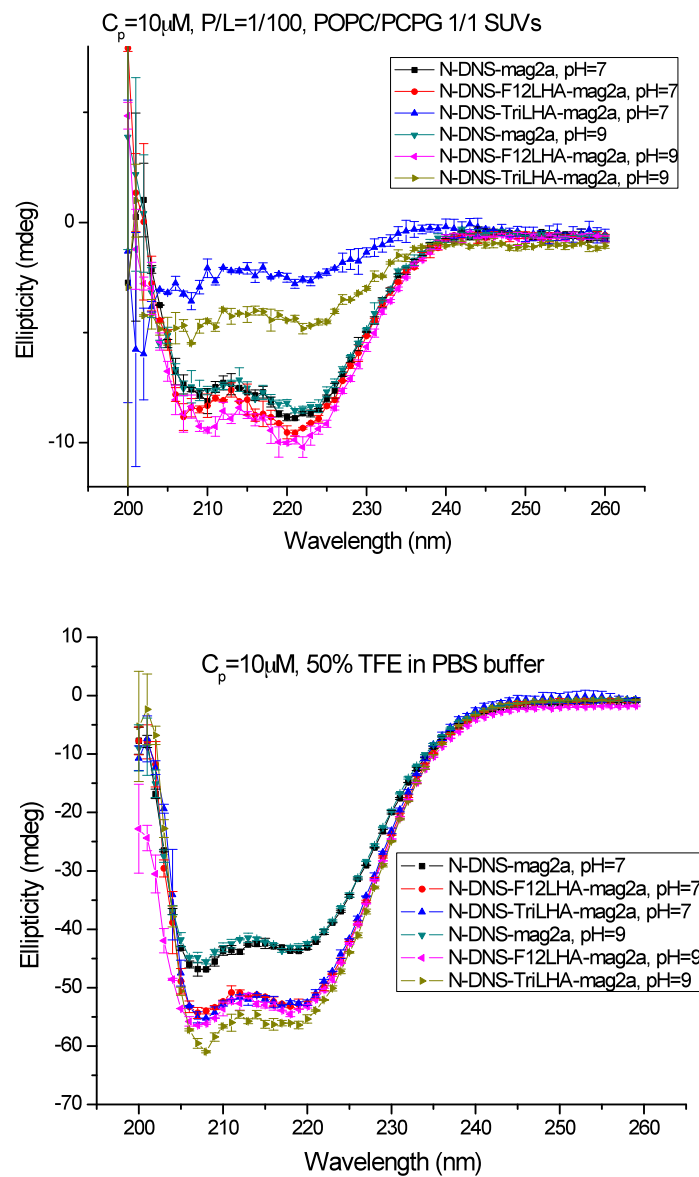 C_p=10μM, P/L=1/100, POPC/PCPG 1/1 SUVs
N-DNS-mag2a, pH=7
N-DNS-F12LHA-mag2a, pH=7
N-DNS-TriLHA-mag2a, pH=7
N-DNS-mag2a, pH=9
N-DNS-F12LHA-mag2a, pH=9
N-DNS-TriLHA-mag2a, pH=9
0
-10
Ellipticity (mdeg)
200 210 220 230 240 250 260
Wavelength (nm)
C_p=10μM, 50% TFE in PBS buffer
10
0
-10
-20
-30
-40
-50
-60
-70
Ellipticity (mdeg)
N-DNS-mag2a, pH=7
N-DNS-F12LHA-mag2a, pH=7
N-DNS-TriLHA-mag2a, pH=7
N-DNS-mag2a, pH=9
N-DNS-F12LHA-mag2a, pH=9
N-DNS-TriLHA-mag2a, pH=9
200 210 220 230 240 250 260
Wavelength (nm)